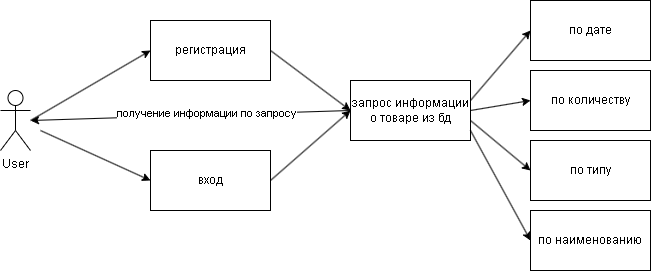 регистрация
получение информации по запросу
User
вход
запрос информации
о товаре из бд
по дате
по количеству
по типу
по наименованию